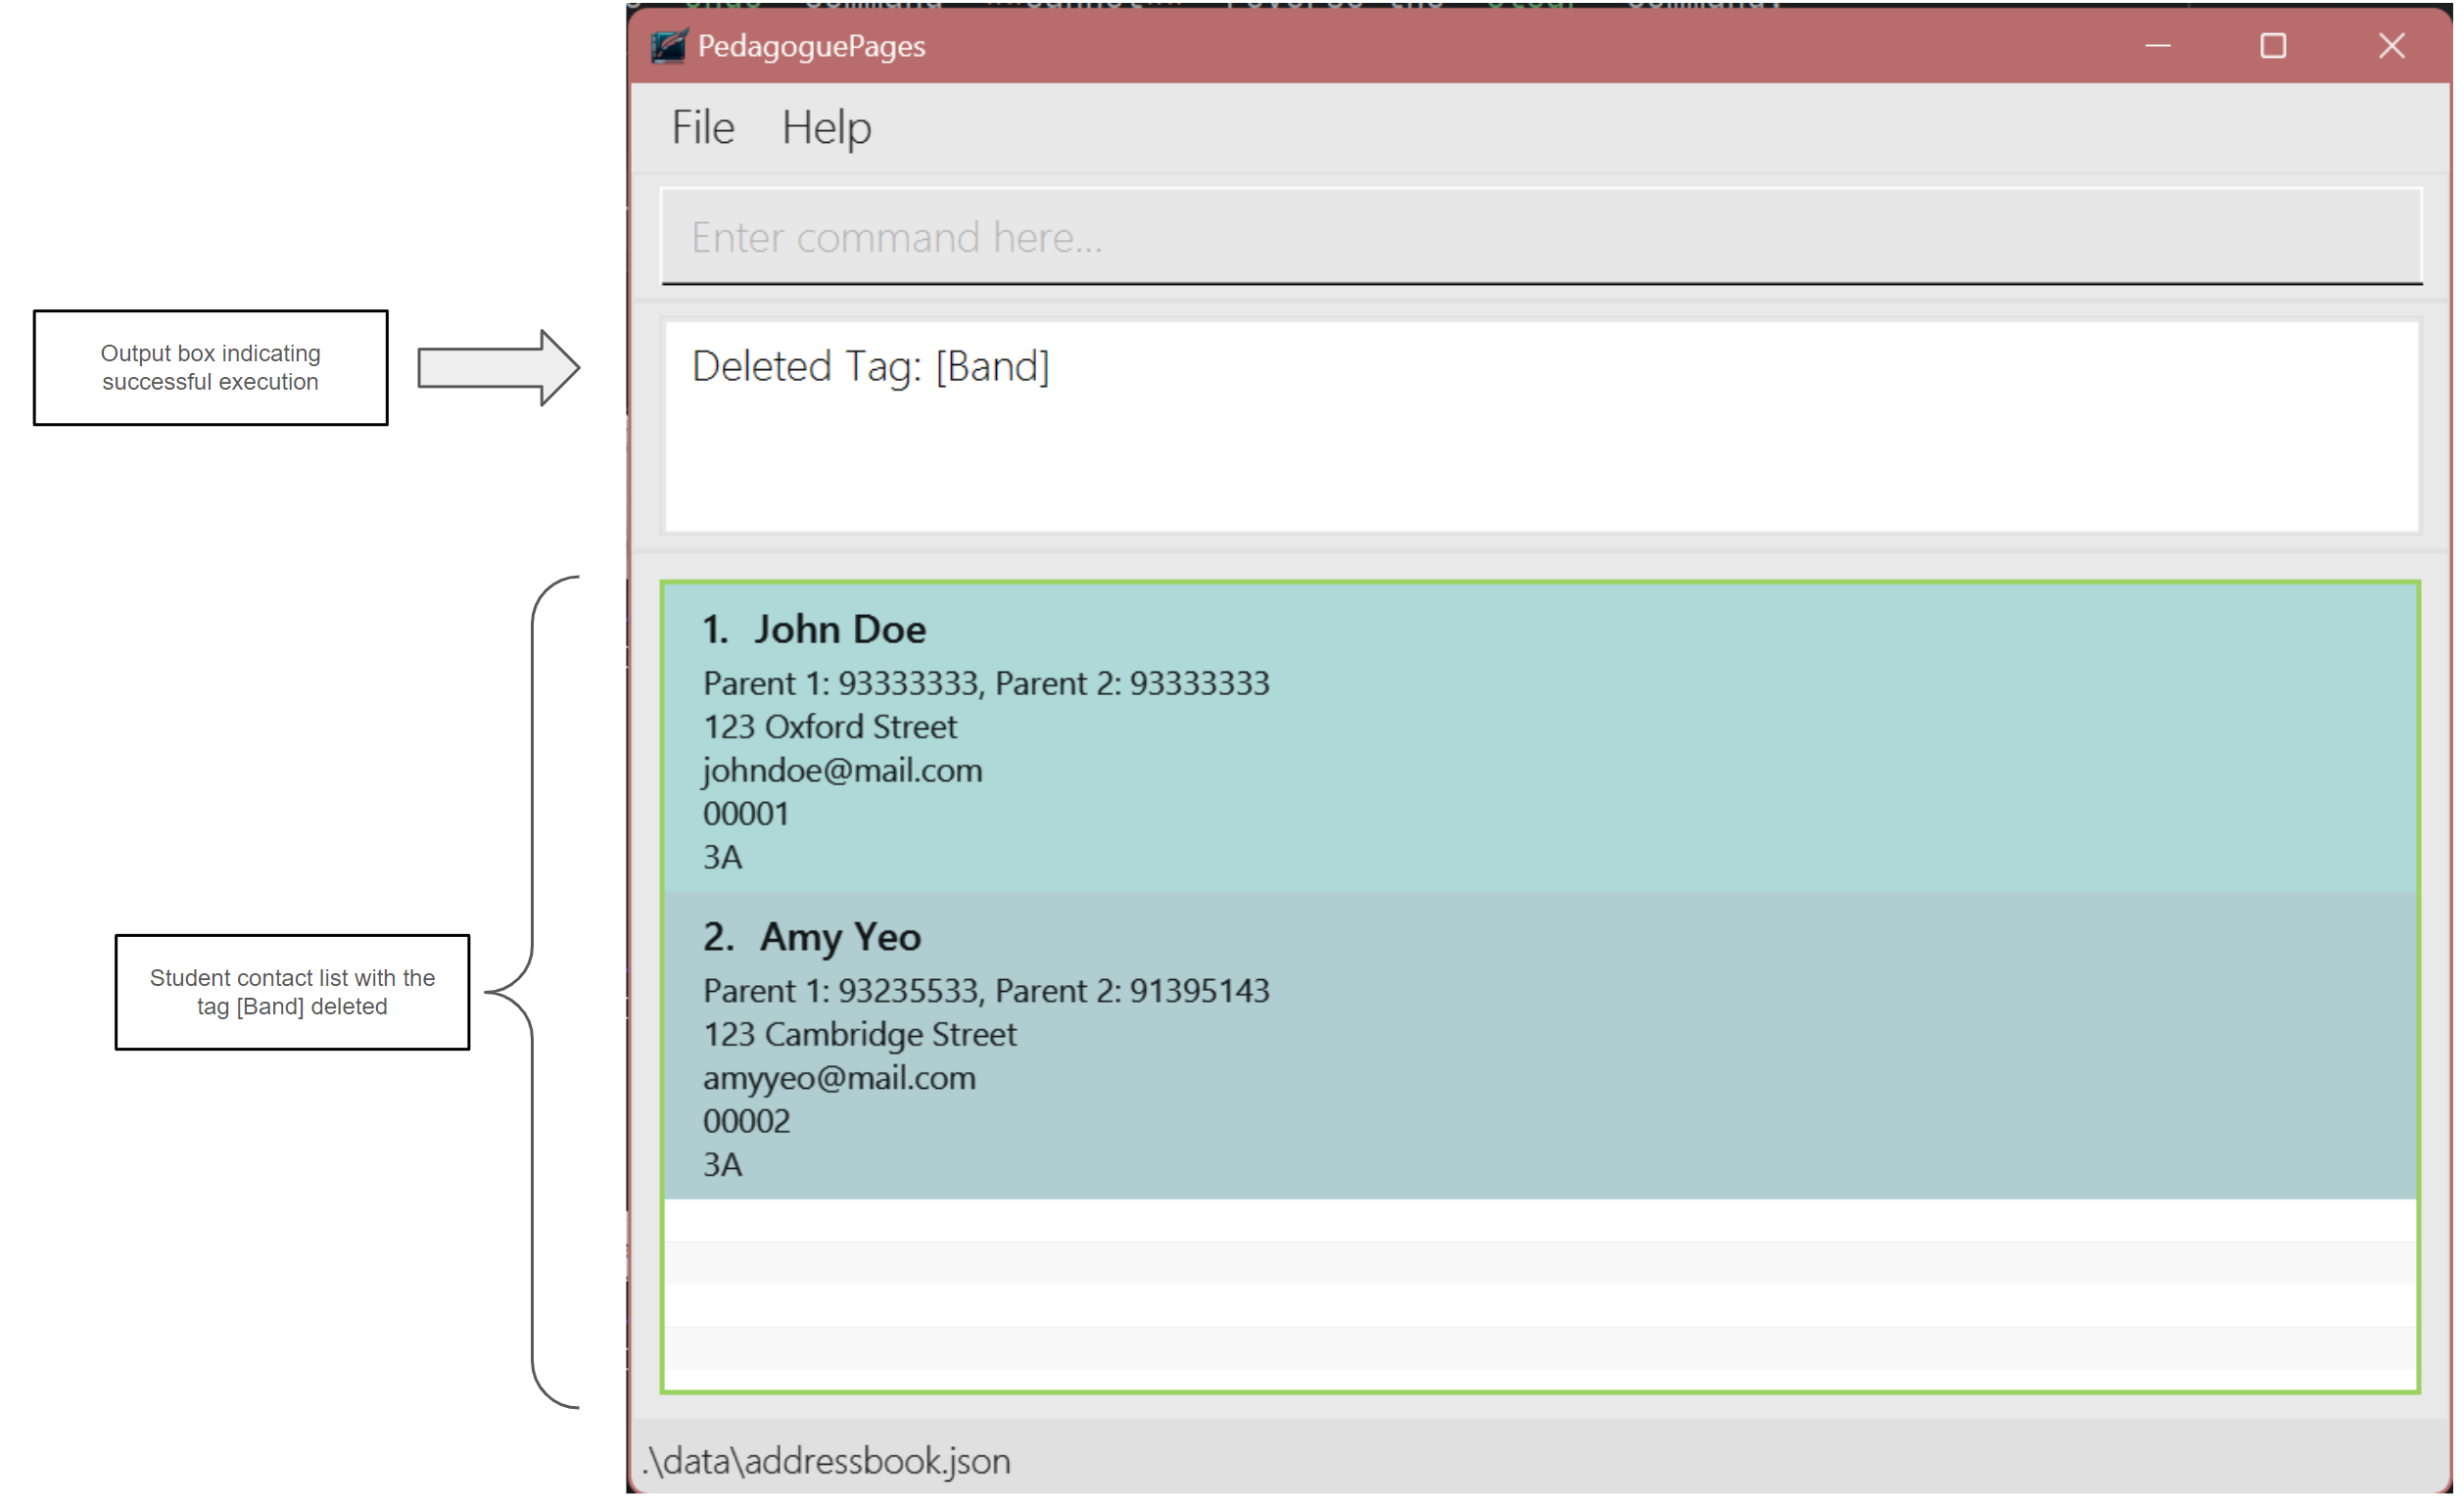 PedagoguePages
File Help
Enter command here...
Output box indicating
successful execution
Deleted Tag: [Band]
1. John Doe
Parent 1: 93333333, Parent 2: 93333333
123 Oxford Street
johndoe@mail.com
00001
3A
2. Amy Yeo
Parent 1: 93235533, Parent 2: 91395143
123 Cambridge Street
amyyeo@mail.com
00002
3A
Student contact list with the
tag [Band] deleted
.\data\addressbook.json